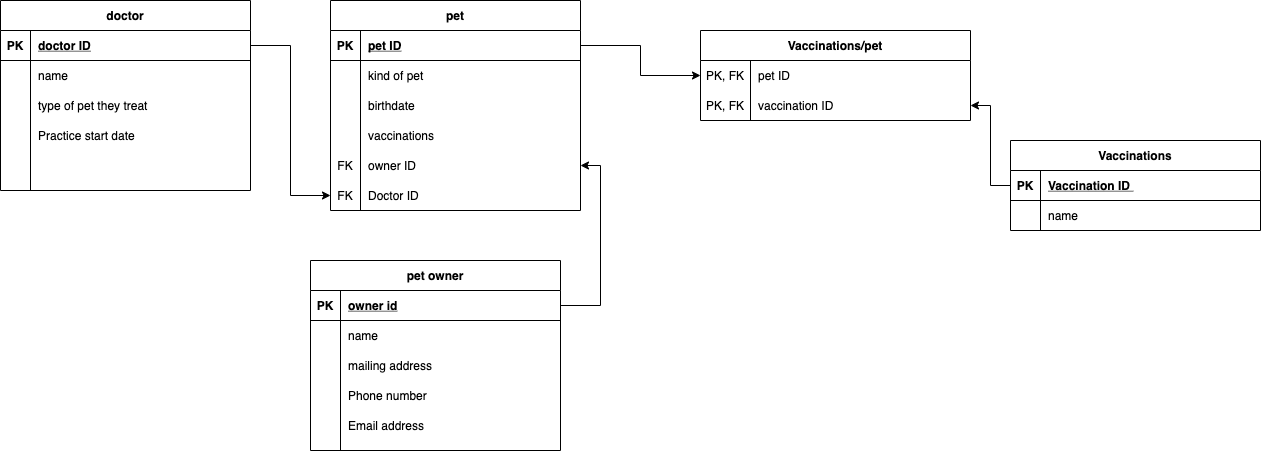 doctor
PK doctor ID
name
type of pet they treat
Practice start date
pet
PK pet ID
kind of pet
birthdate
vaccinations
FK owner ID
FK Doctor ID
Vaccinations/pet
PK, FK pet ID
PK, FK vaccination ID
Vaccinations
PK Vaccination ID
name
pet owner
PK owner id
name
mailing address
Phone number
Email address